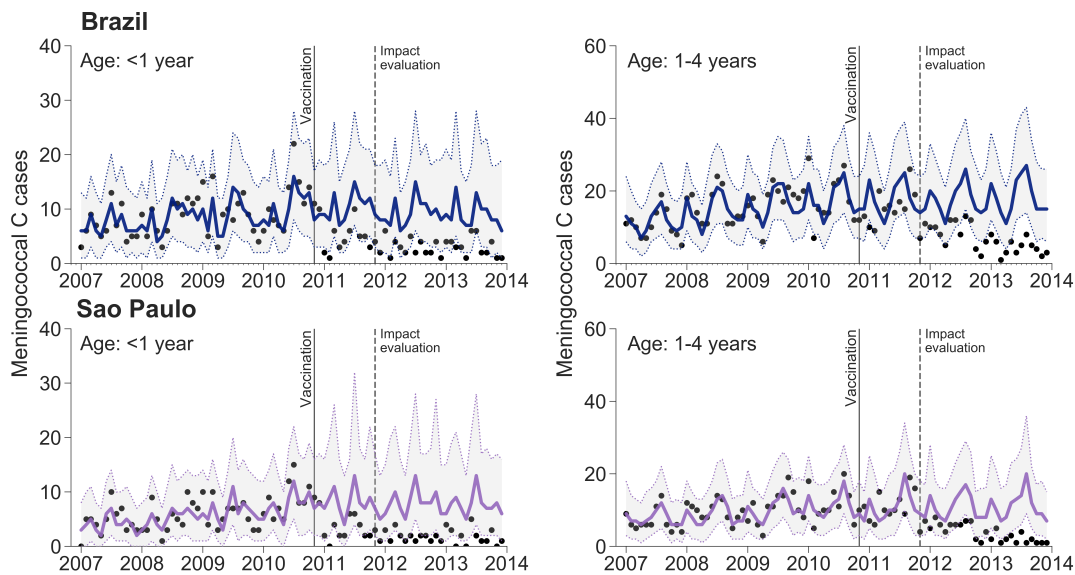 Brazil
Meningococcal C cases
Age: <1 year
Vaccination
Impact
evaluation
40
30
20
10
0
2007 2008 2009 2010 2011 2012 2013 2014
Meningococcal C cases
Age: 1-4 years
Vaccination
Impact
evaluation
60
40
20
0
2007 2008 2009 2010 2011 2012 2013 2014
Sao Paulo
Age: <1 year
Vaccination
Impact
evaluation
40
30
20
10
0
2007 2008 2009 2010 2011 2012 2013 2014
Age: 1-4 years
Vaccination
Impact
evaluation
60
40
20
0
2007 2008 2009 2010 2011 2012 2013 2014